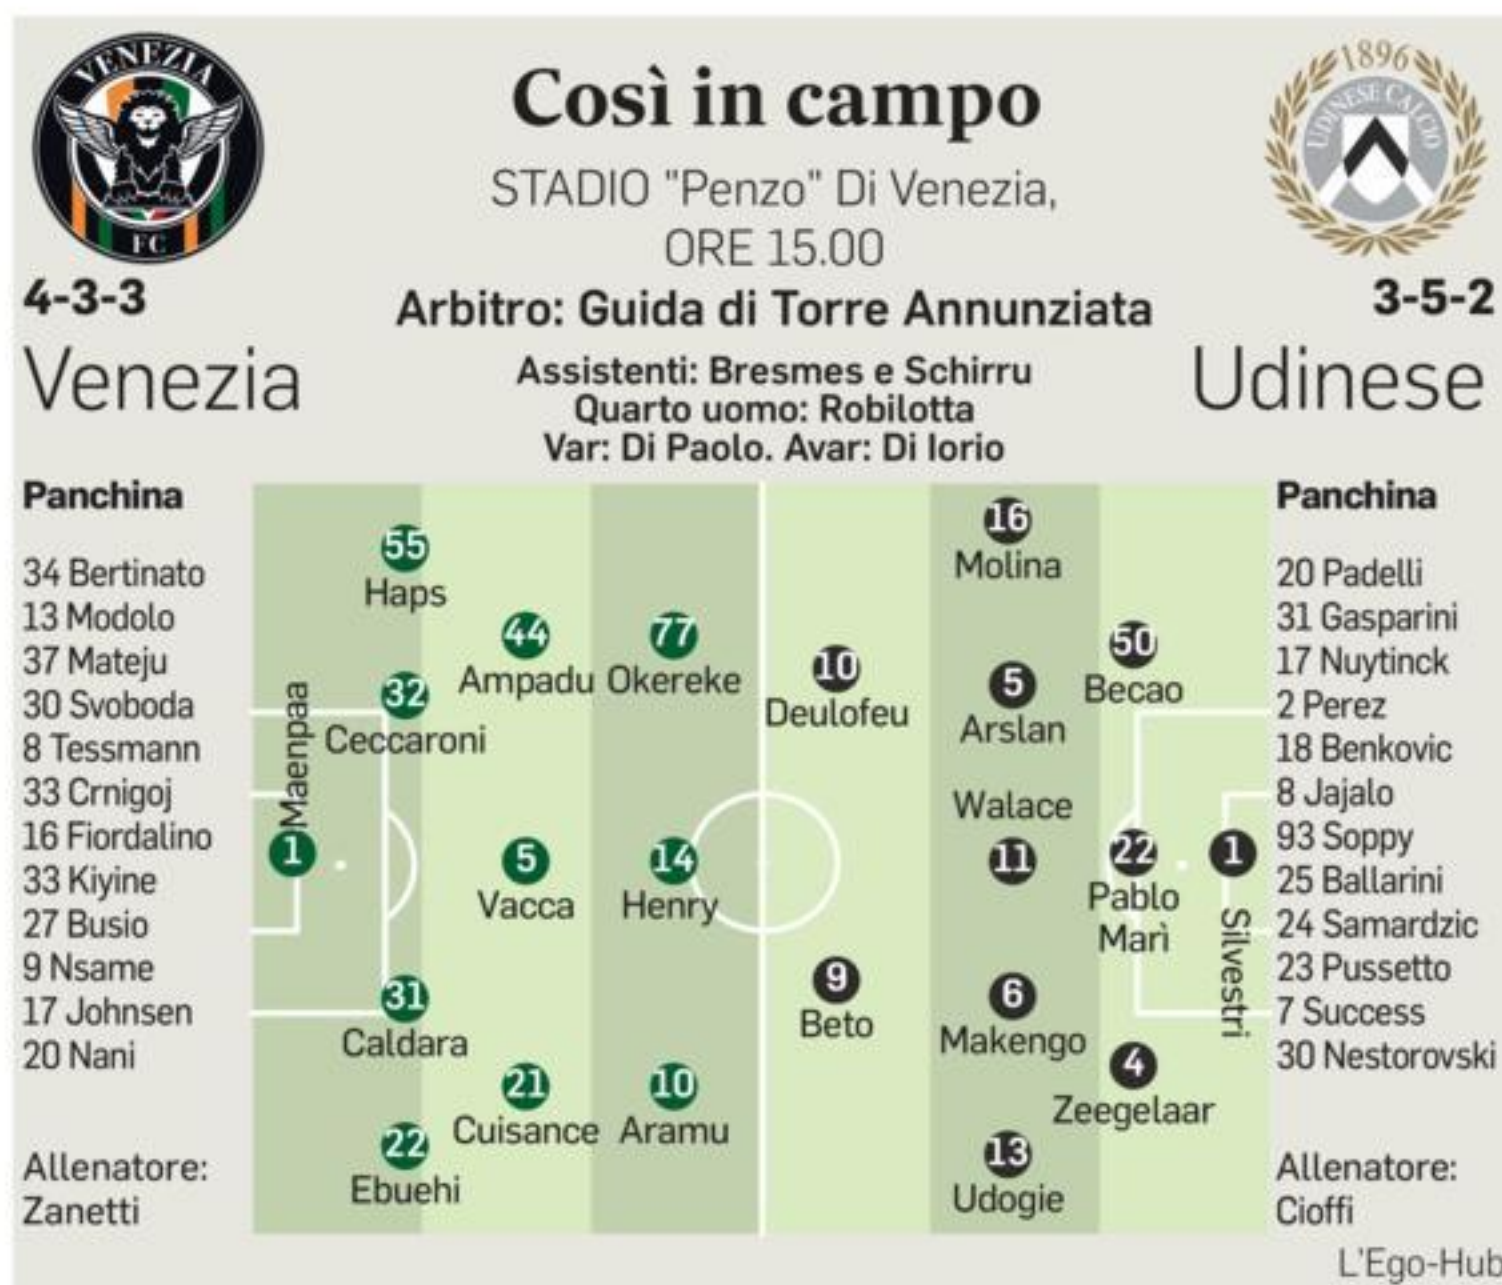 VENEZIA
FC
1896
UDINESE CALCIO
Così in campo
STADIO "Penzo" Di Venezia,
ORE 15.00
4-3-3
Arbitro: Guida di Torre Annunziata
3-5-2
Venezia
Assistenti: Bresmes e Schirru
Quarto uomo: Robilotta
Var: Di Paolo. Avar: Di Iorio
Udinese
Panchina
34 Bertinato
13 Modolo
37 Mateju
30 Svoboda
8 Tessmann
33 Crnigoj
16 Fiordalino
33 Kiyine
27 Busio
9 Nsame
17 Johnsen
20 Nani
Allenatore:
Zanetti
1
Maenpaa
55
Haps
32
Ceccaroni
31
Caldara
22
Ebuehi
44
Ampadu
5
Vacca
21
Cuisance
77
Okereke
14
Henry
10
Aramu
10
Deulofeu
9
Beto
16
Molina
5
Arslan
Walace
11
6
Makengo
13
Udogie
50
Becao
22
Pablo
Marì
4
Zeegelaar
1
Silvestri
Panchina
20 Padelli
31 Gasparini
17 Nuytinck
2 Perez
18 Benkovic
8 Jajalo
93 Soppy
25 Ballarini
24 Samardzic
23 Pussetto
7 Success
30 Nestorovski
Allenatore:
Cioffi
L'Ego-Hub